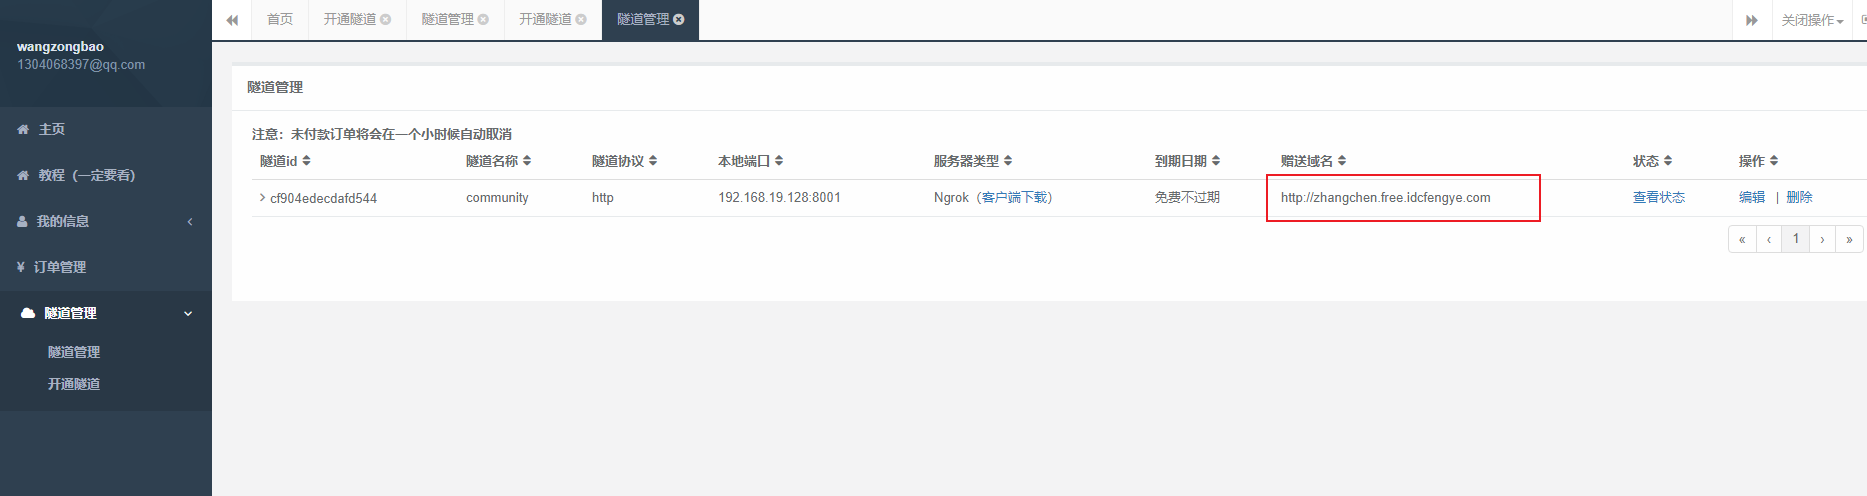 wangzongbao
1304068397@qq.com
主页
教程（一定要看）
我的信息
订单管理
隧道管理
隧道管理
开通隧道
首页 开通隧道 隧道管理 开通隧道 隧道管理 关闭操作
隧道管理
注意：未付款订单将会在一个小时候自动取消
隧道id 隧道名称 隧道协议 本地端口 服务器类型 到期日期 赠送域名 状态 操作
cf904edecdafd544 community http 192.168.19.128:8001 Ngrok（客户端下载） 免费不过期 http://zhangchen.free.idcfengye.com 查看状态 编辑 | 删除
« ‹ 1 › »